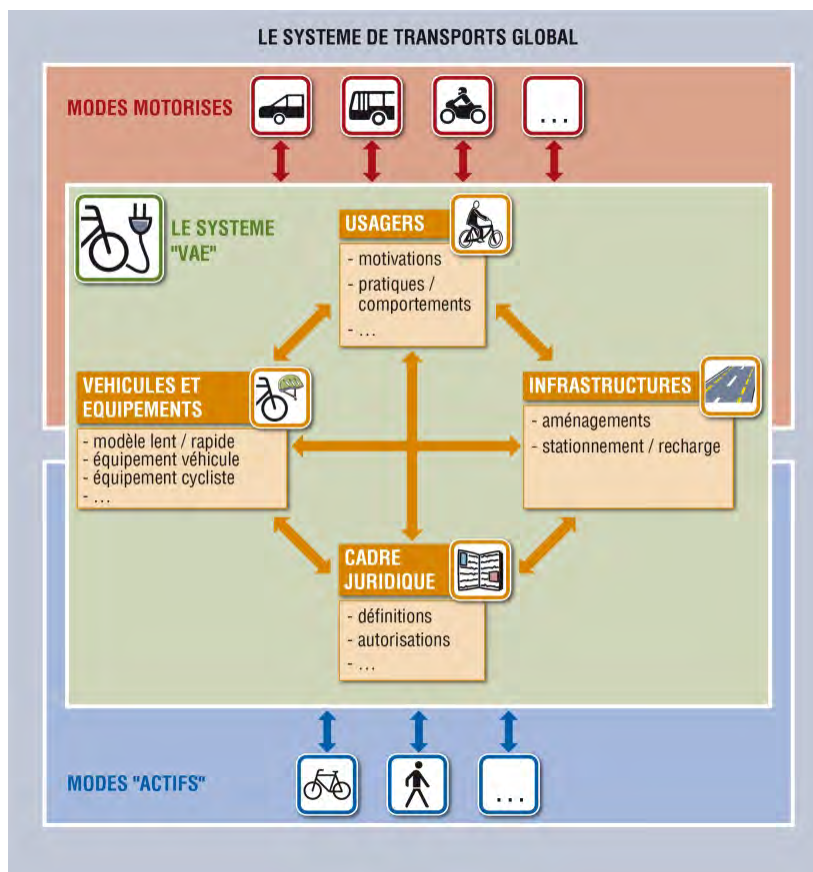 LE SYSTEME DE TRANSPORTS GLOBAL
MODES MOTORISES
...
LE SYSTEME
"VAE"
USAGERS
- motivations
- pratiques /
comportements
- ...
VEHICULES ET
EQUIPEMENTS
- modèle lent / rapide
- équipement véhicule
- équipement cycliste
- ...
INFRASTRUCTURES
- aménagements
- stationnement / recharge
CADRE
JURIDIQUE
- définitions
- autorisations
- ...
MODES "ACTIFS"
...